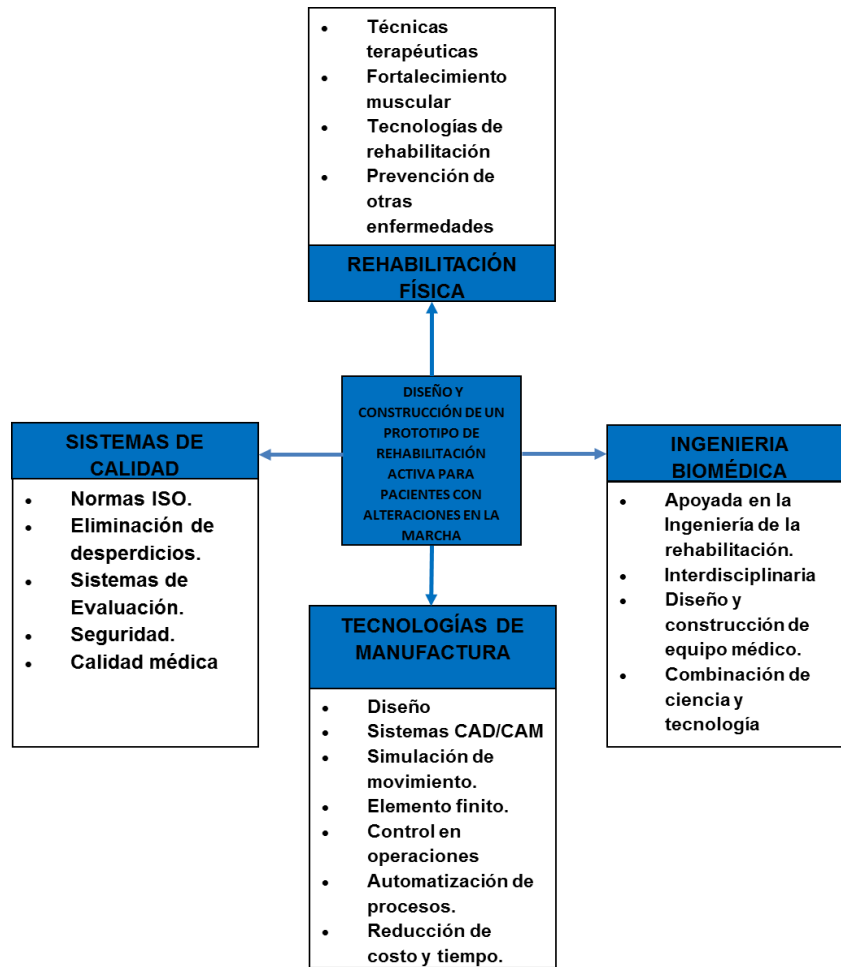 • Técnicas
terapéuticas
• Fortalecimiento
muscular
• Tecnologías de
rehabilitación
• Prevención de
otras
enfermedades
REHABILITACIÓN
FÍSICA
DISEÑO Y
CONSTRUCCIÓN DE UN
PROTOTIPO DE
REHABILITACIÓN
ACTIVA PARA
PACIENTES CON
ALTERACIONES EN LA
MARCHA
SISTEMAS DE
CALIDAD
• Normas ISO.
• Eliminación de
desperdicios.
• Sistemas de
Evaluación.
• Seguridad.
• Calidad médica
INGENIERIA
BIOMÉDICA
• Apoyada en la
Ingeniería de la
rehabilitación.
• Interdisciplinaria
• Diseño y
construcción de
equipo médico.
• Combinación de
ciencia y
tecnología
TECNOLOGÍAS DE
MANUFACTURA
• Diseño
• Sistemas CAD/CAM
• Simulación de
movimiento.
• Elemento finito.
• Control en
operaciones
• Automatización de
procesos.
• Reducción de
costo y tiempo.